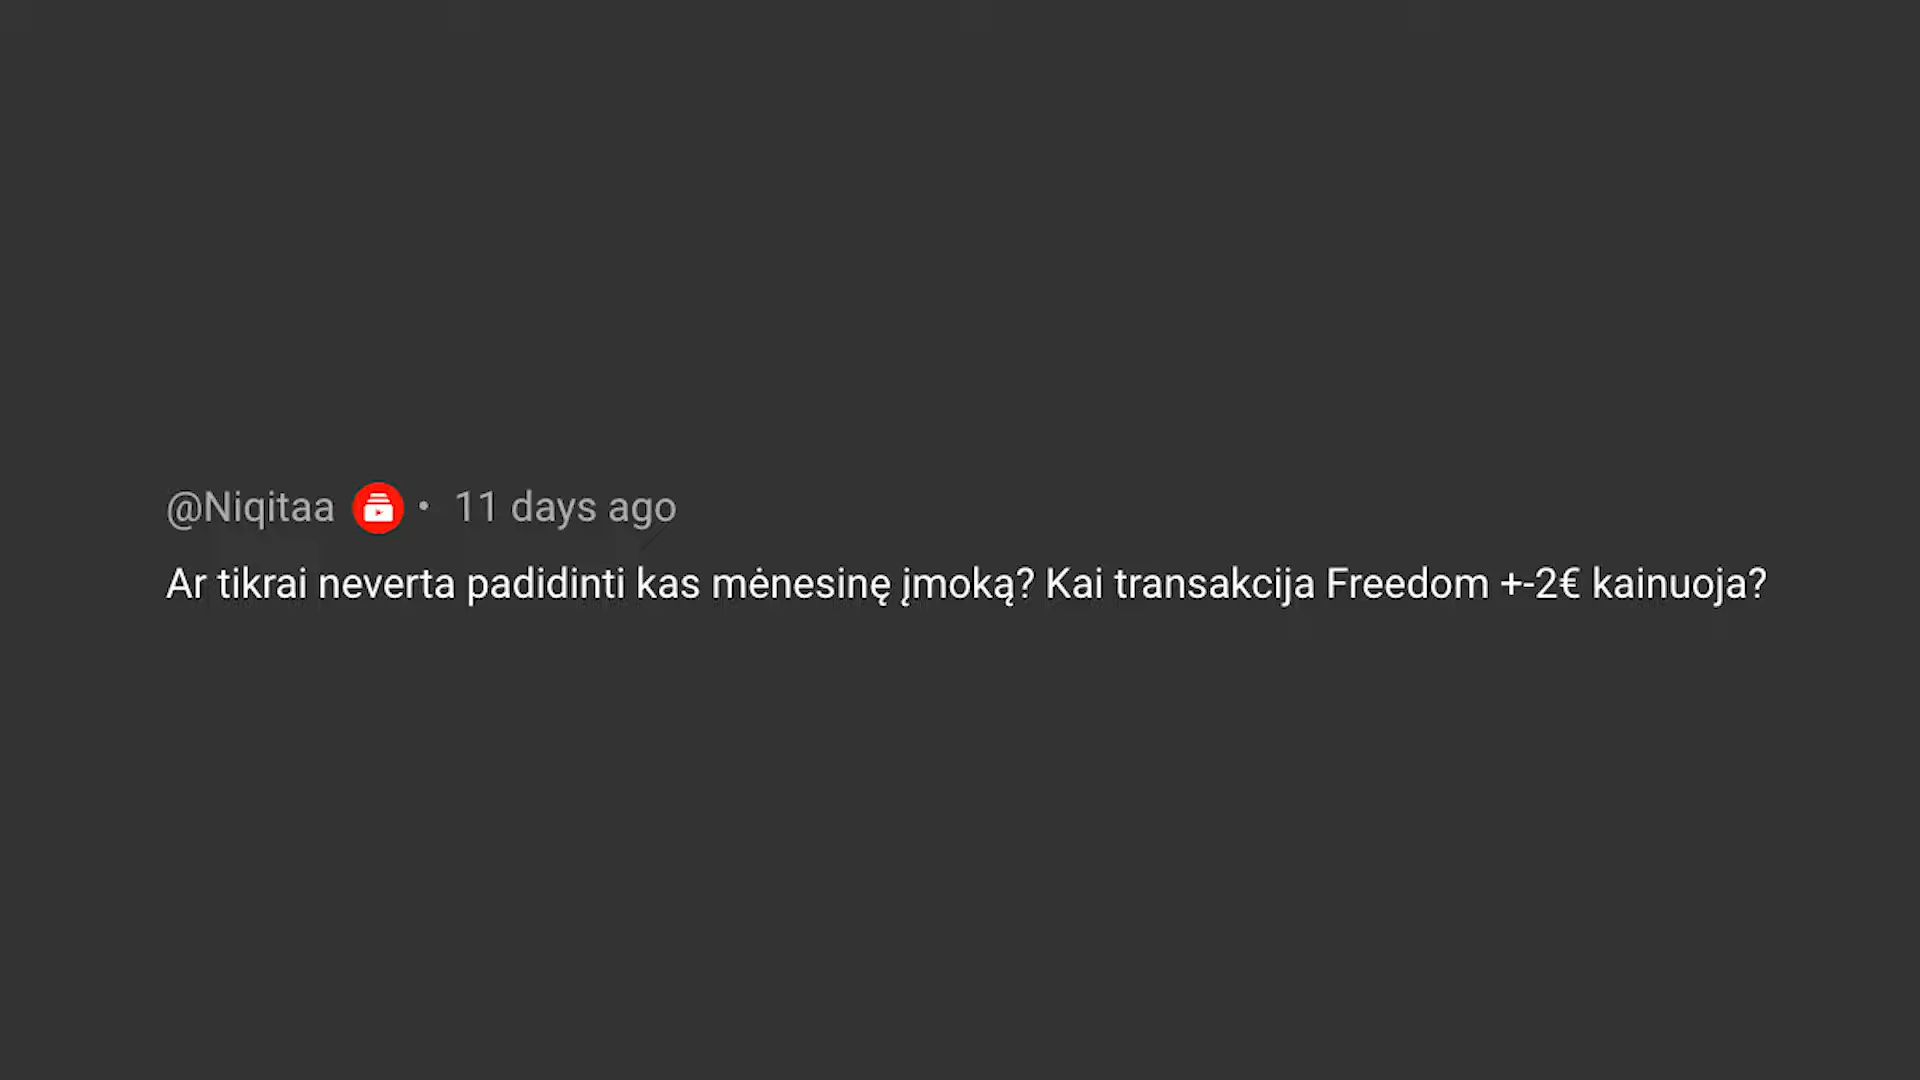 @Niqitaa • 11 days ago
Ar tikrai neverta padidinti kas mėnesinę įmoką? Kai transakcija Freedom +-2€ kainuoja?